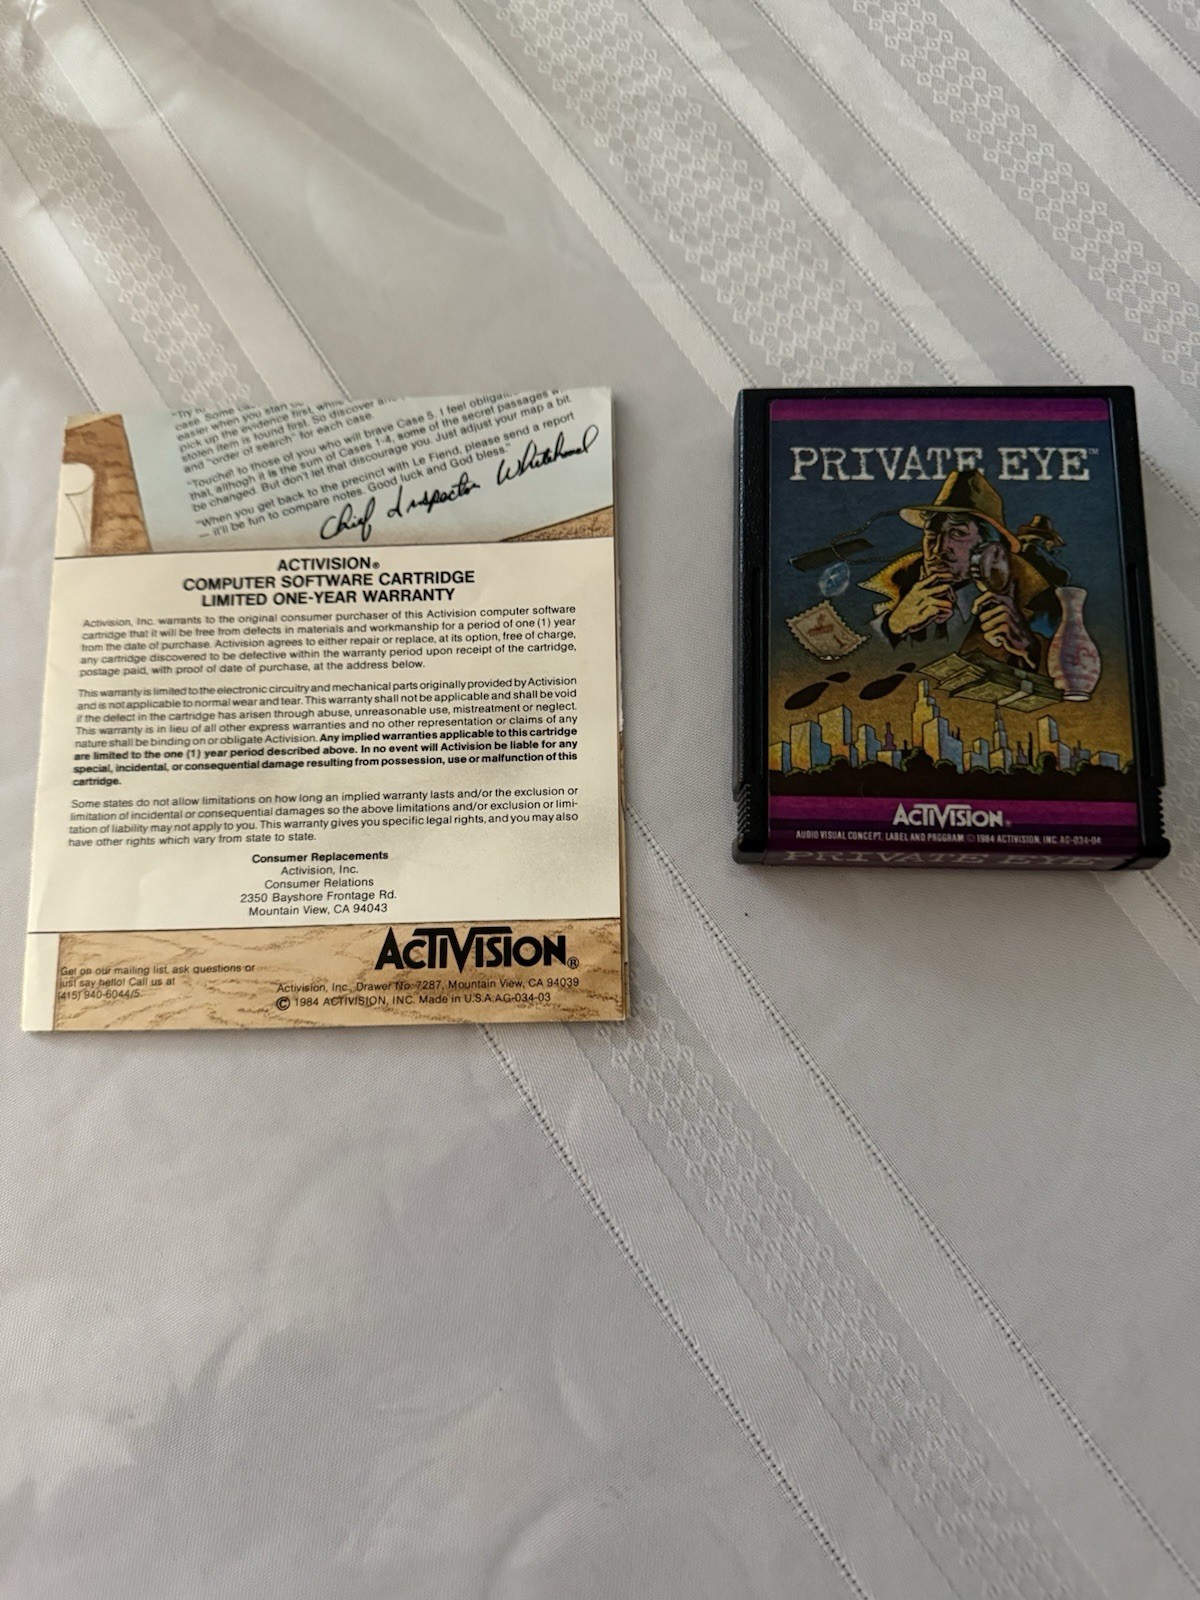 "Try
case. Some
easier when you start
pick up the evidence first, while
stolen item is found first. So discover
and "order of search" for each case.
"Touche! to those of you who will brave Case 5. I feel
that, althogh it is the sum of Cases 1-4, some of the secret passages
be changed. But don't let that discourage you. Just adjust your map a bit.
"When you get back to the precinct with Le Fiend, please send a report
— it'll be fun to compare notes. Good luck and God bless."
Chief Inspector Whitehead
ACTIVISION®
COMPUTER SOFTWARE CARTRIDGE
LIMITED ONE-YEAR WARRANTY
Activision, Inc. warrants to the original consumer purchaser of this Activision computer software
cartridge that it will be free from defects in materials and workmanship for a period of one (1) year
from the date of purchase. Activision agrees to either repair or replace, at its option, free of charge,
any cartridge discovered to be defective within the warranty period upon receipt of the cartridge,
postage paid, with proof of date of purchase, at the address below.
This warranty is limited to the electronic circuitry and mechanical parts originally provided by Activision
and is not applicable to normal wear and tear. This warranty shall not be applicable and shall be void
if the defect in the cartridge has arisen through abuse, unreasonable use, mistreatment or neglect.
This warranty is in lieu of all other express warranties and no other representation or claims of any
nature shall be binding on or obligate Activision. Any implied warranties applicable to this cartridge
are limited to the one (1) year period described above. In no event will Activision be liable for any
special, incidental, or consequential damage resulting from possession, use or malfunction of this
cartridge.
Some states do not allow limitations on how long an implied warranty lasts and/or the exclusion or
limitation of incidental or consequential damages so the above limitations and/or exclusion or limi-
tation of liability may not apply to you. This warranty gives you specific legal rights, and you may also
have other rights which vary from state to state.
Consumer Replacements
Activision, Inc.
Consumer Relations
2350 Bayshore Frontage Rd.
Mountain View, CA 94043
ACTIVISION®
Get on our mailing list, ask questions or
just say hello! Call us at
(415) 940-6044/5.
Activision, Inc., Drawer No. 7287, Mountain View, CA 94039
© 1984 ACTIVISION, INC. Made in U.S.A. AG-034-03
PRIVATE EYE™
ACTIVISION®
AUDIO VISUAL CONCEPT, LABEL AND PROGRAM © 1984 ACTIVISION, INC. AG-034-04
PRIVATE EYE